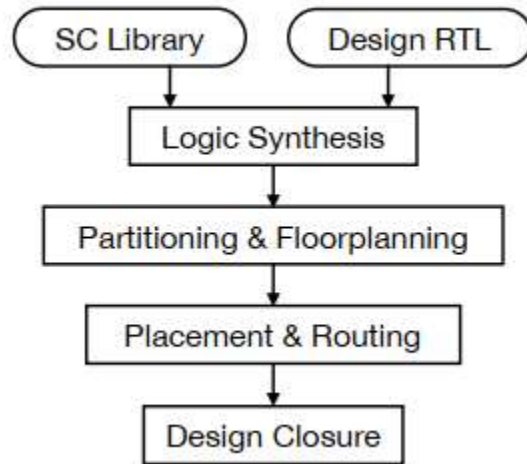 SC Library
Design RTL
Logic Synthesis
Partitioning & Floorplanning
Placement & Routing
Design Closure